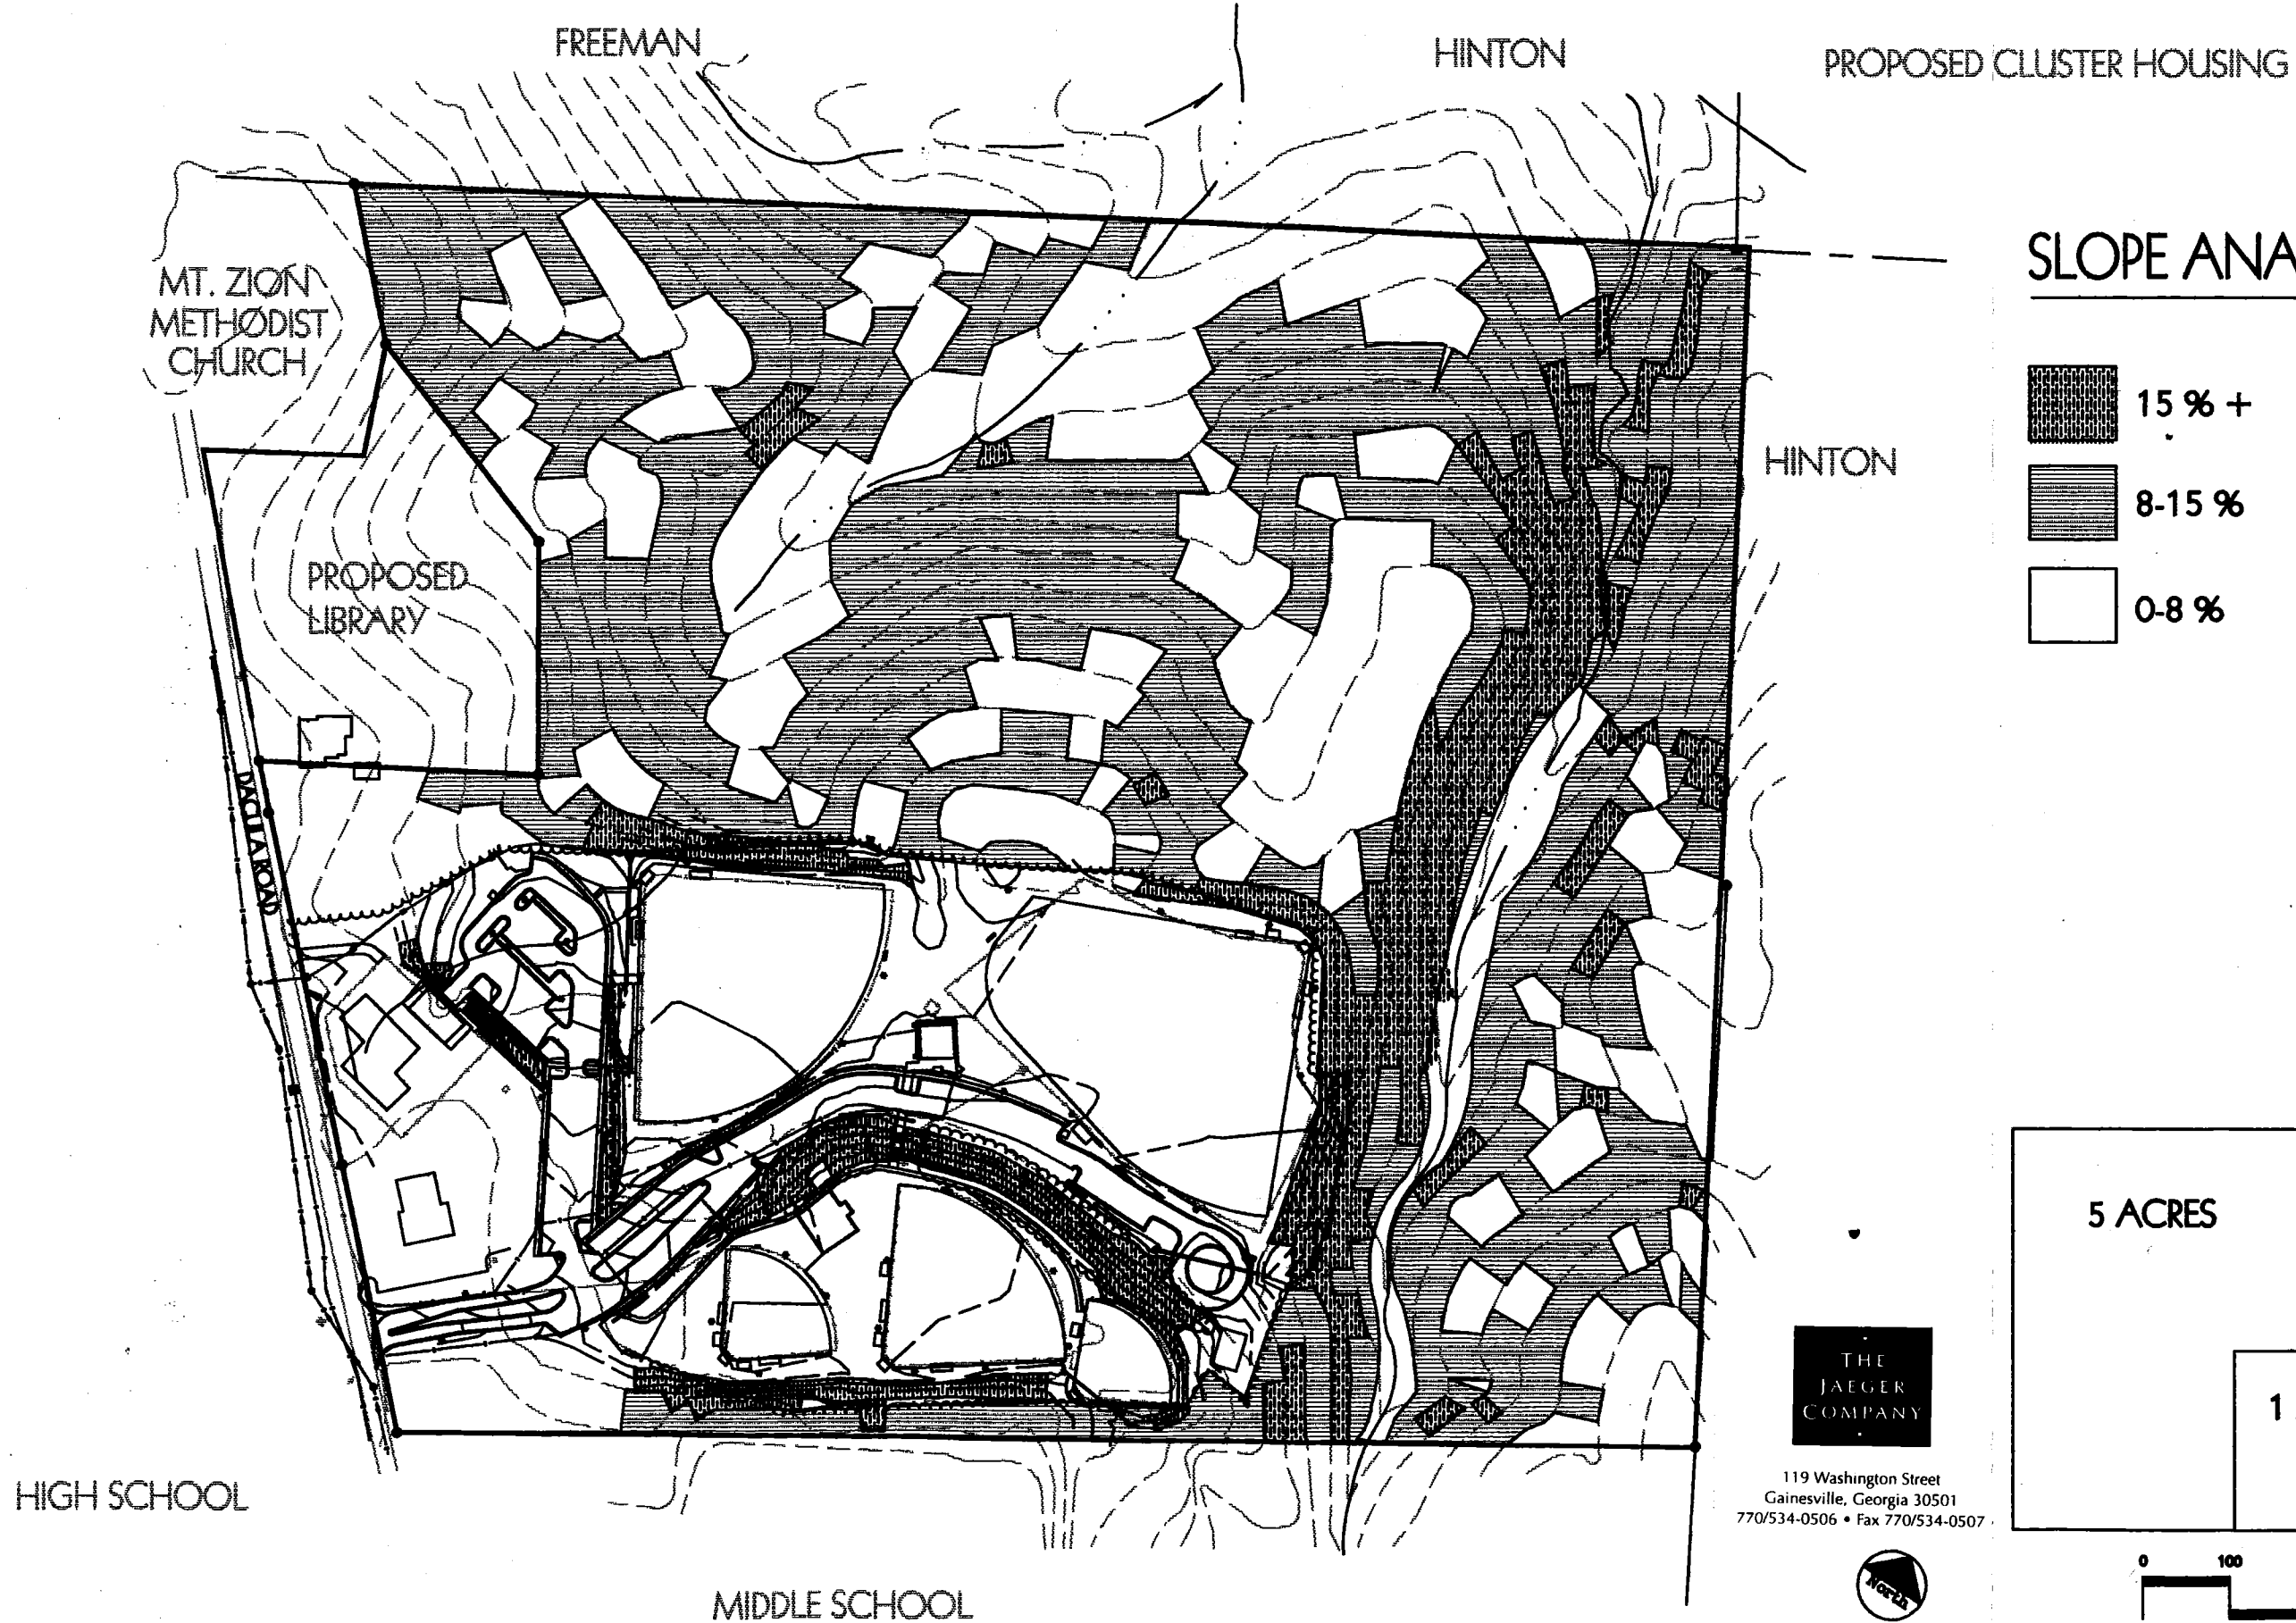 FREEMAN
HINTON
PROPOSED CLUSTER HOUSING
MT. ZION
METHODIST
CHURCH
SLOPE ANA
15 % +
8-15 %
0-8 %
HINTON
PROPOSED
LIBRARY
DACULA ROAD
5 ACRES
1
THE
JAEGER
COMPANY
119 Washington Street
Gainesville, Georgia 30501
770/534-0506 • Fax 770/534-0507
HIGH SCHOOL
MIDDLE SCHOOL
North
0 100